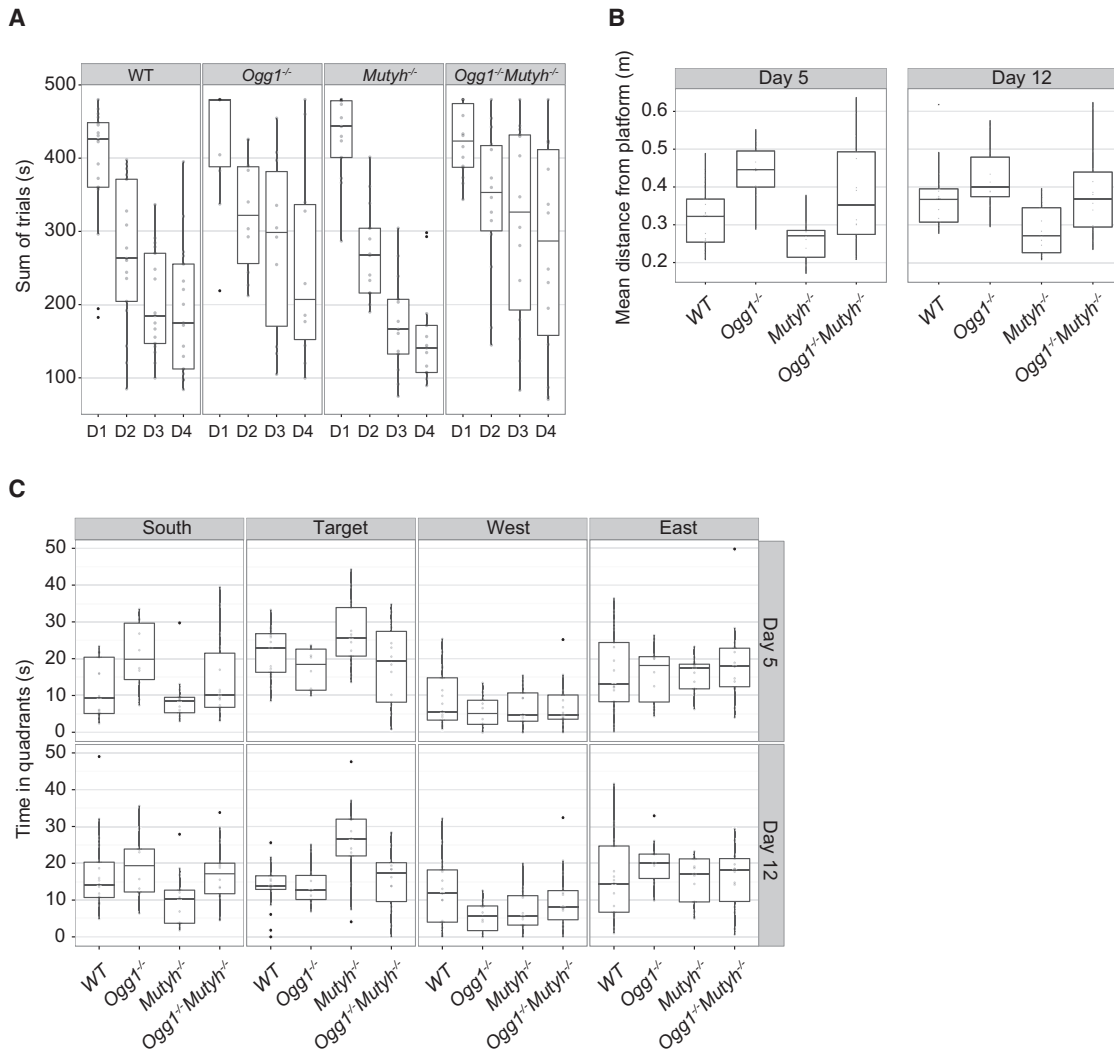 A
WT Ogg1-/- Mutyh-/- Ogg1-/-Mutyh-/-
Sum of trials (s)
500
400
300
200
100
D1 D2 D3 D4 D1 D2 D3 D4 D1 D2 D3 D4 D1 D2 D3 D4
B
Day 5 Day 12
Mean distance from platform (m)
0.6
0.5
0.4
0.3
0.2
WT Ogg1-/- Mutyh-/- Ogg1-/-Mutyh-/- WT Ogg1-/- Mutyh-/- Ogg1-/-Mutyh-/-
C
South Target West East
Time in quadrants (s)
50
40
30
20
10
0
Day 5
50
40
30
20
10
0
Day 12
WT Ogg1-/- Mutyh-/- Ogg1-/-Mutyh-/- WT Ogg1-/- Mutyh-/- Ogg1-/-Mutyh-/- WT Ogg1-/- Mutyh-/- Ogg1-/-Mutyh-/- WT Ogg1-/- Mutyh-/- Ogg1-/-Mutyh-/-